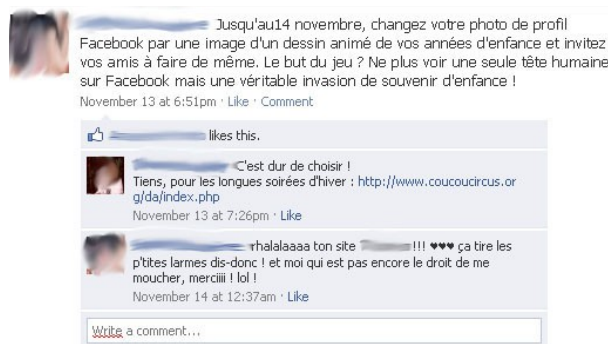 Jusqu'au14 novembre, changez votre photo de profil
Facebook par une image d'un dessin animé de vos années d'enfance et invitez
vos amis à faire de même. Le but du jeu ? Ne plus voir une seule tête humaine
sur Facebook mais une véritable invasion de souvenir d'enfance !
November 13 at 6:51pm · Like · Comment
likes this.
C'est dur de choisir !
Tiens, pour les longues soirées d'hiver : http://www.coucoucircus.or
g/da/index.php
November 13 at 7:26pm · Like
rhalalaaaa ton site !!! ♥♥♥ ça tire les
p'tites larmes dis-donc ! et moi qui est pas encore le droit de me
moucher, merciiii ! lol !
November 14 at 12:37am · Like
Write a comment...